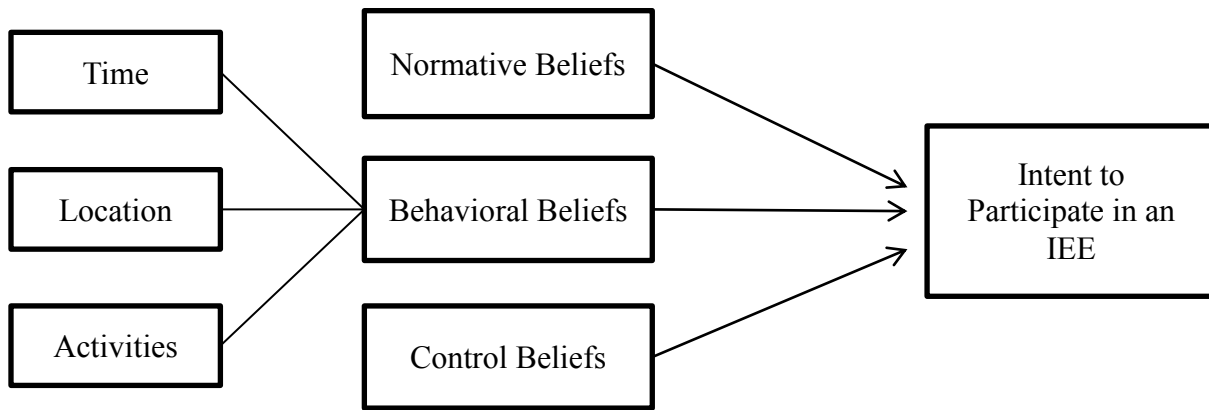 Time
Location
Activities
Normative Beliefs
Behavioral Beliefs
Control Beliefs
Intent to
Participate in an
IEE